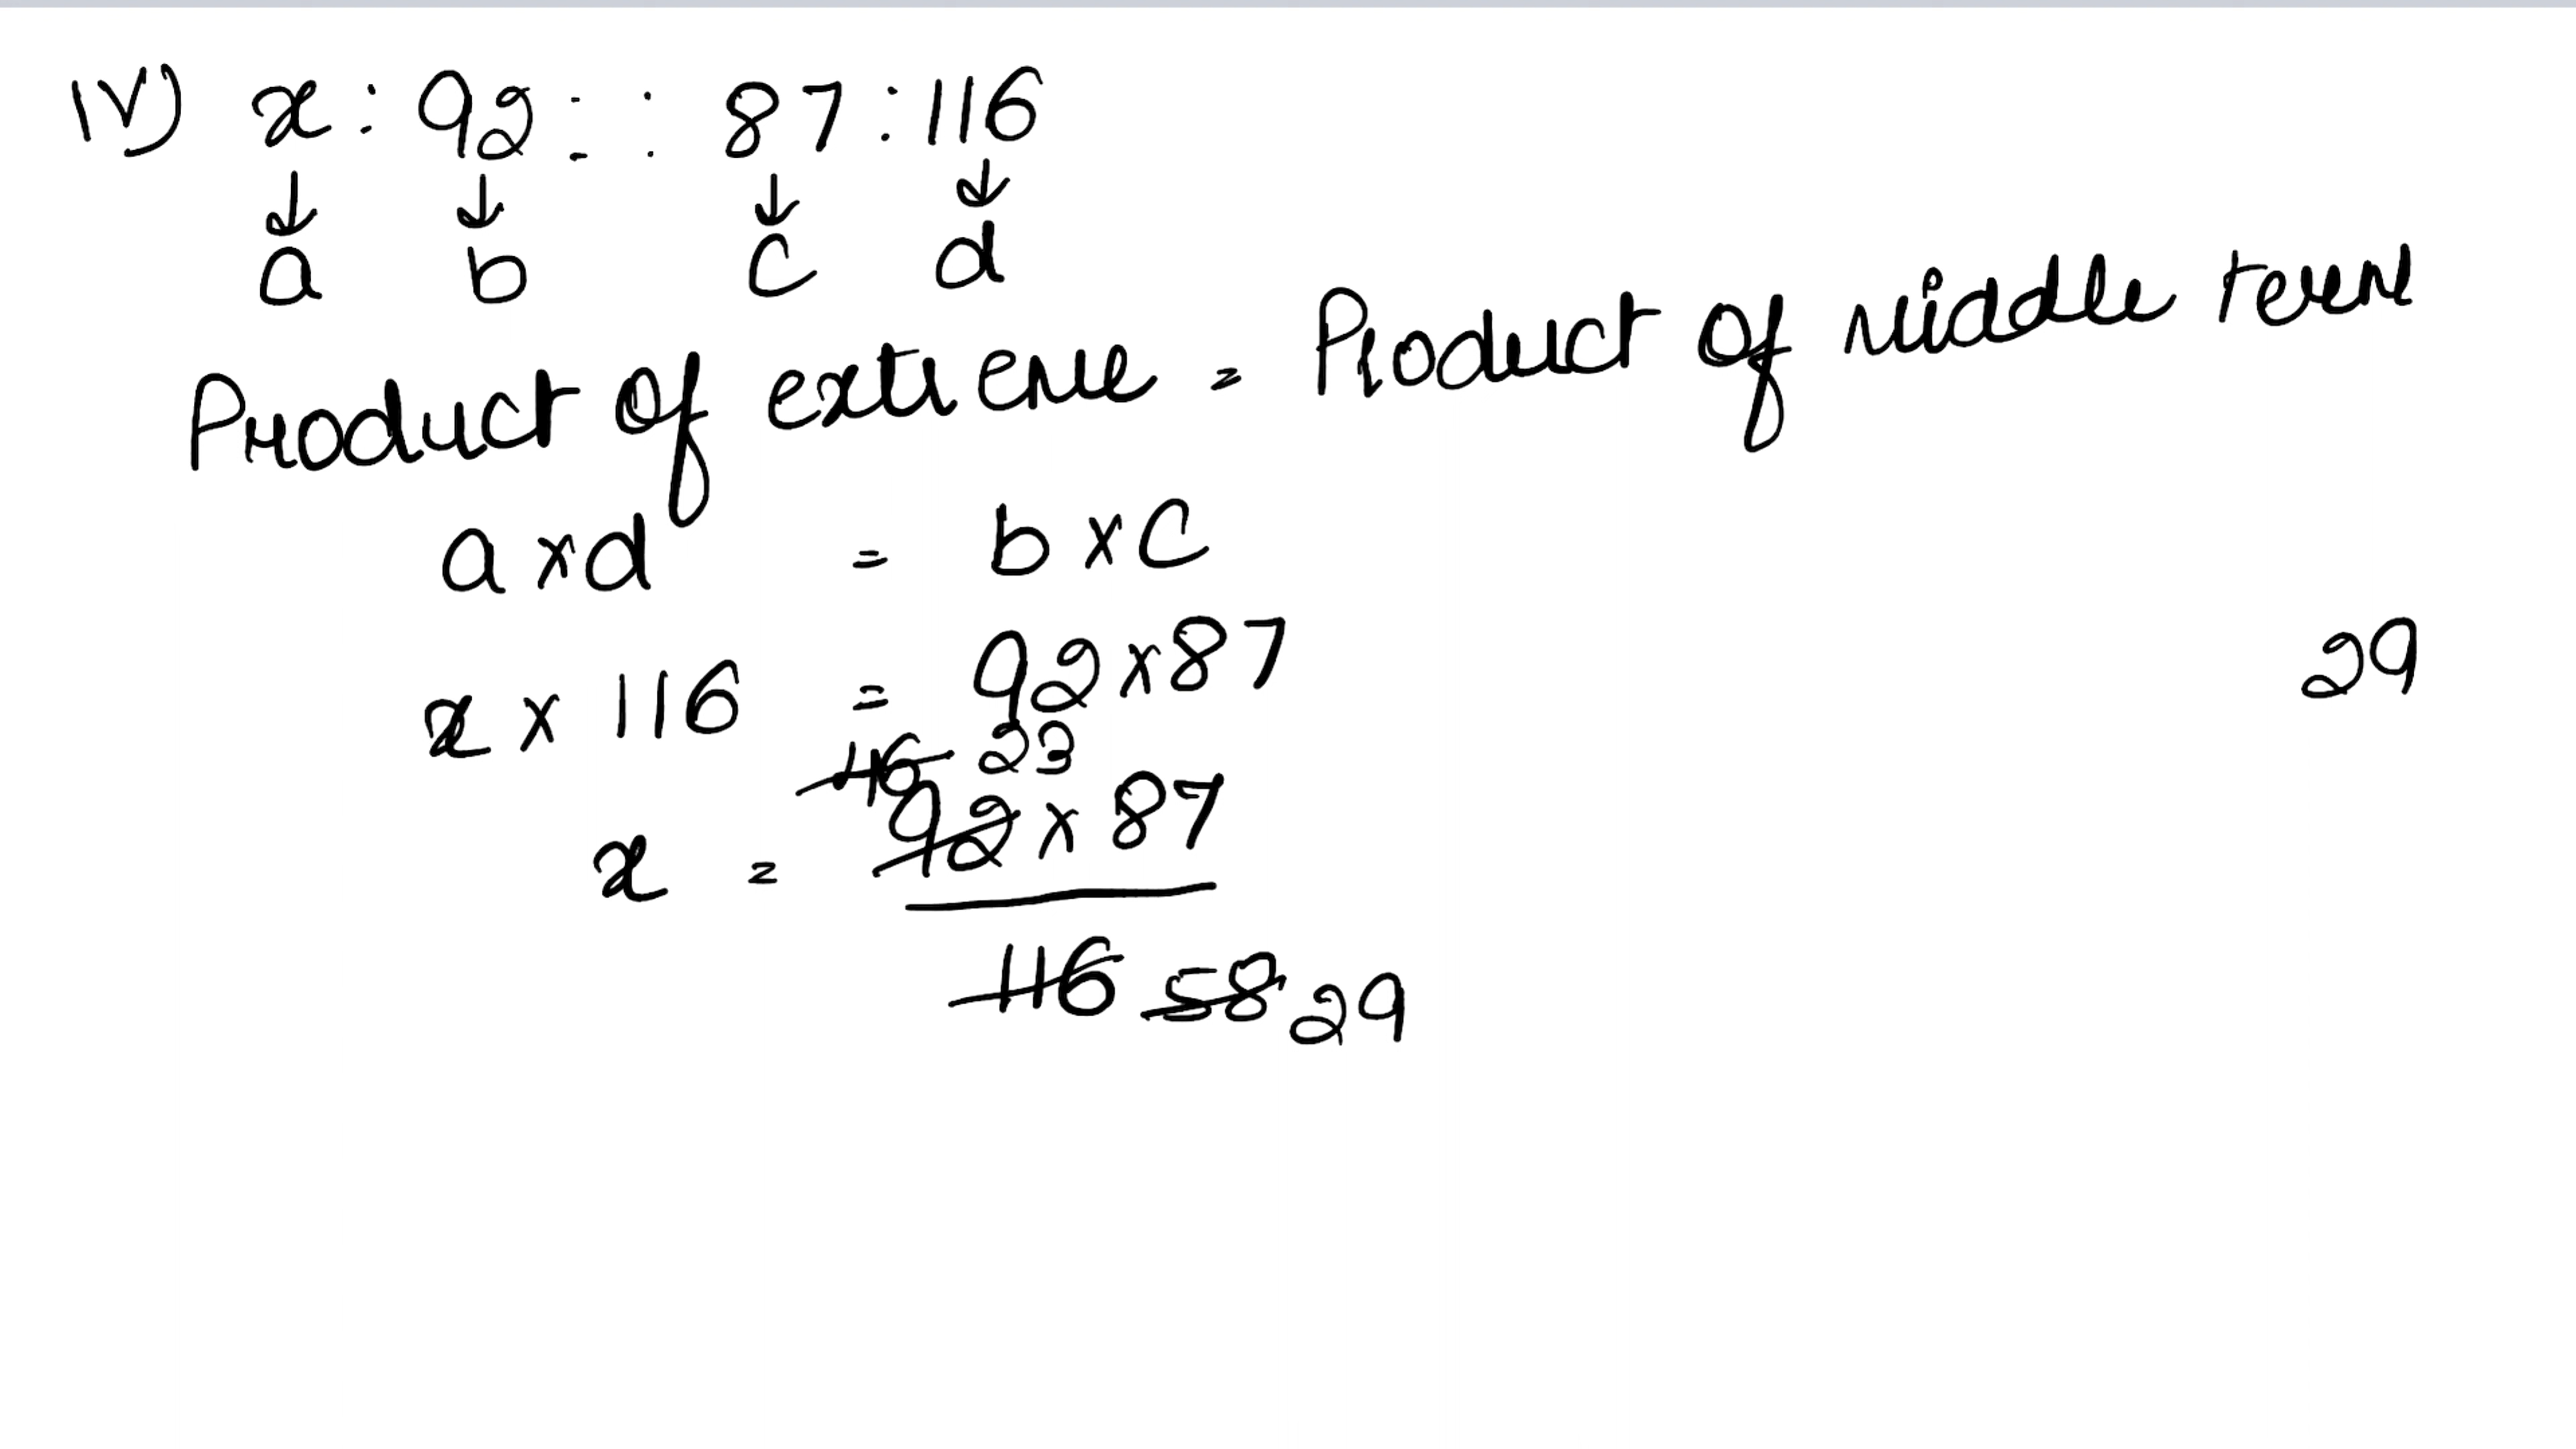 IV) x : 92 : : 87 : 116
↓ ↓ ↓ ↓
a b c d
Product of extreme = Product of middle term
a x d = b x c
x x 116 = 92 x 87
29
46 23
x = 92 x 87
116 58 29